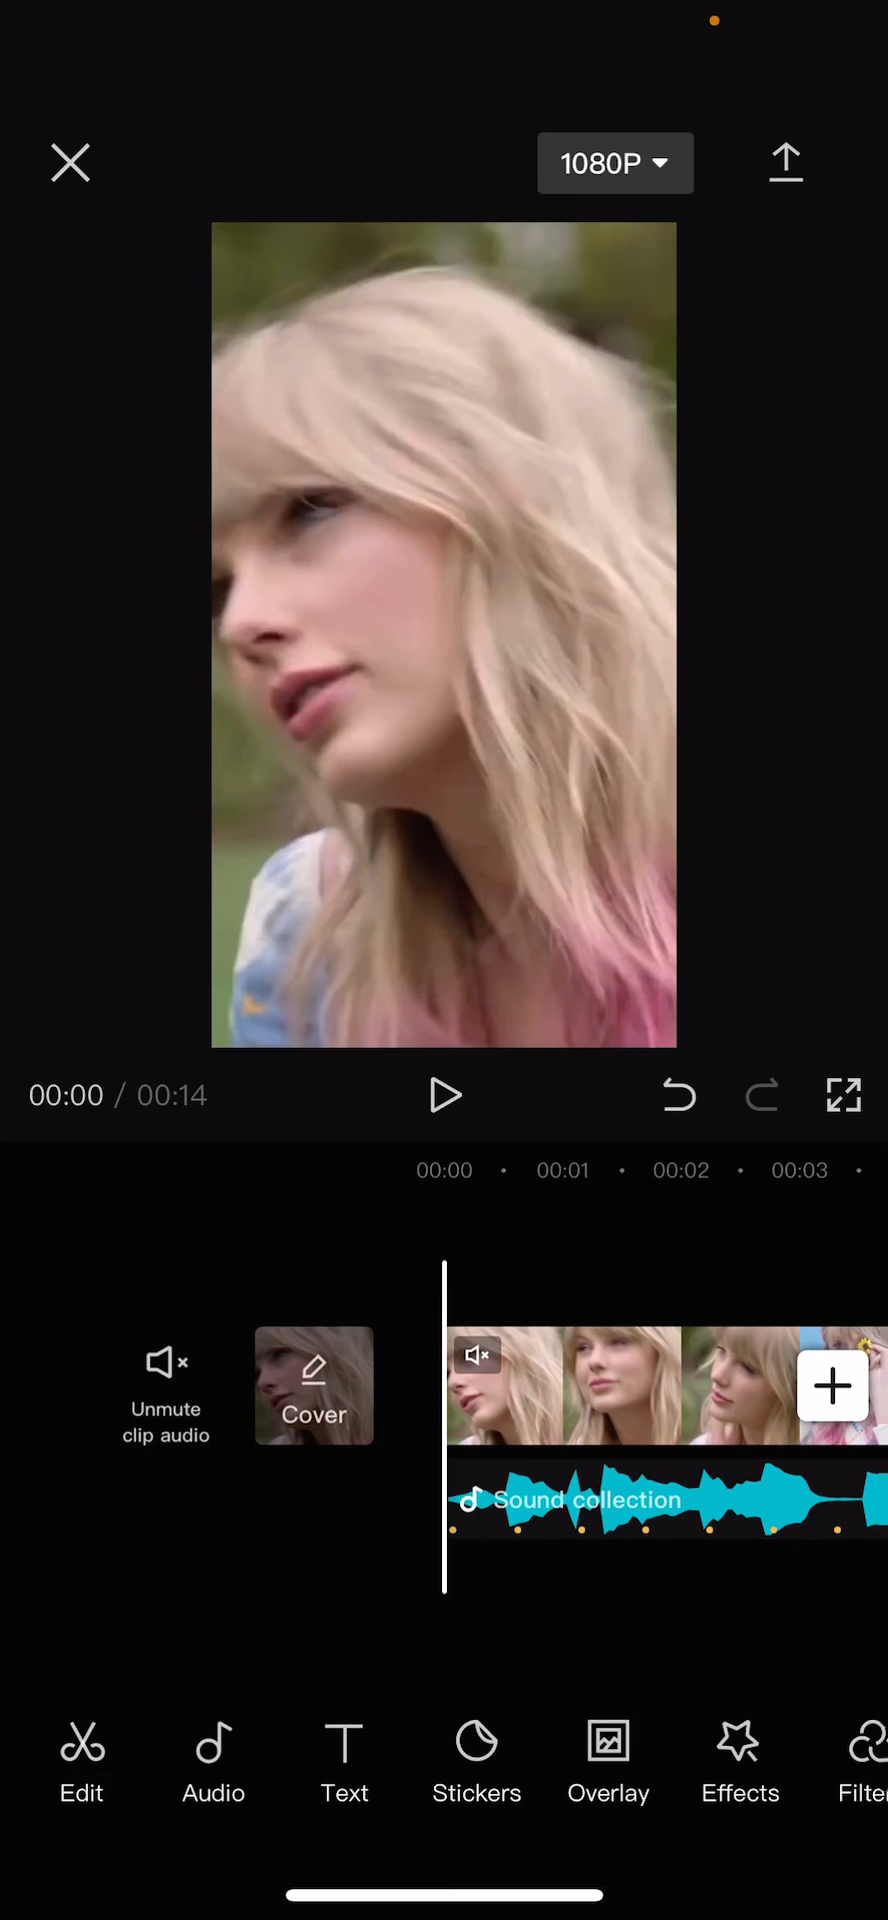 1080P
00:00 / 00:14
00:00 00:01 00:02 00:03
Unmute
clip audio
Cover
Sound collection
Edit Audio Text Stickers Overlay Effects Filter